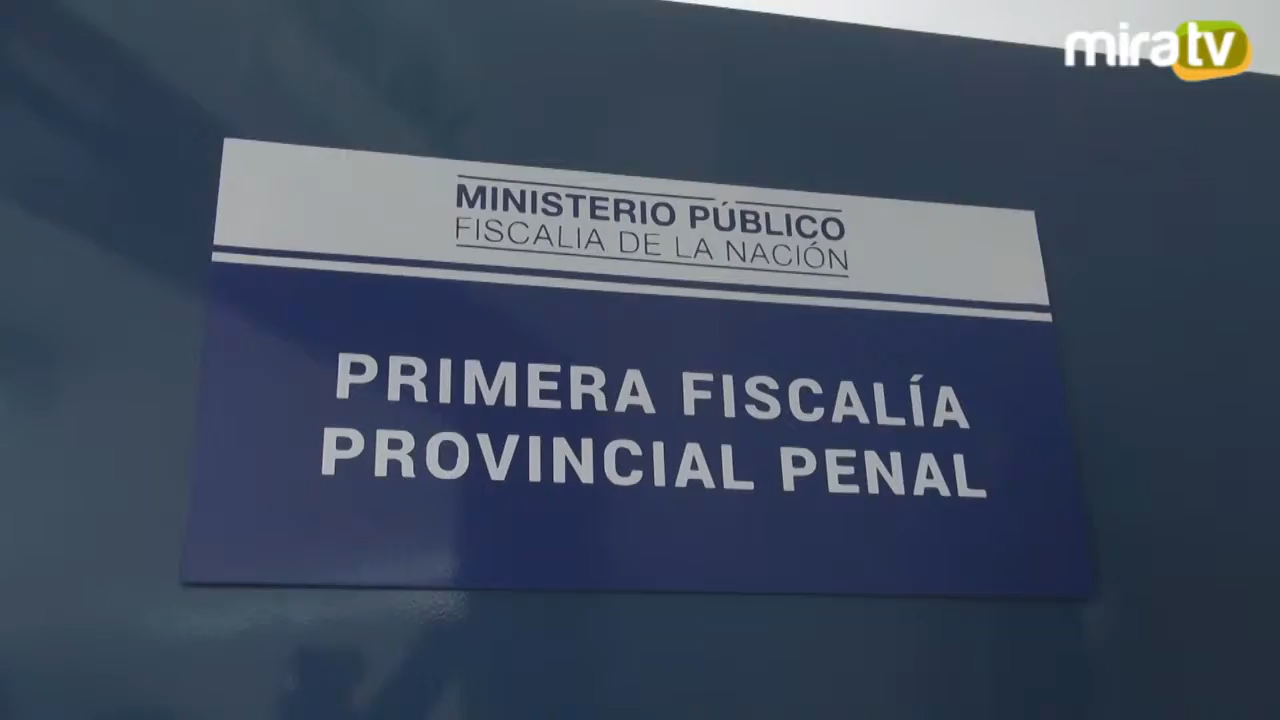 miratv
MINISTERIO PÚBLICO
FISCALIA DE LA NACIÓN
PRIMERA FISCALÍA
PROVINCIAL PENAL